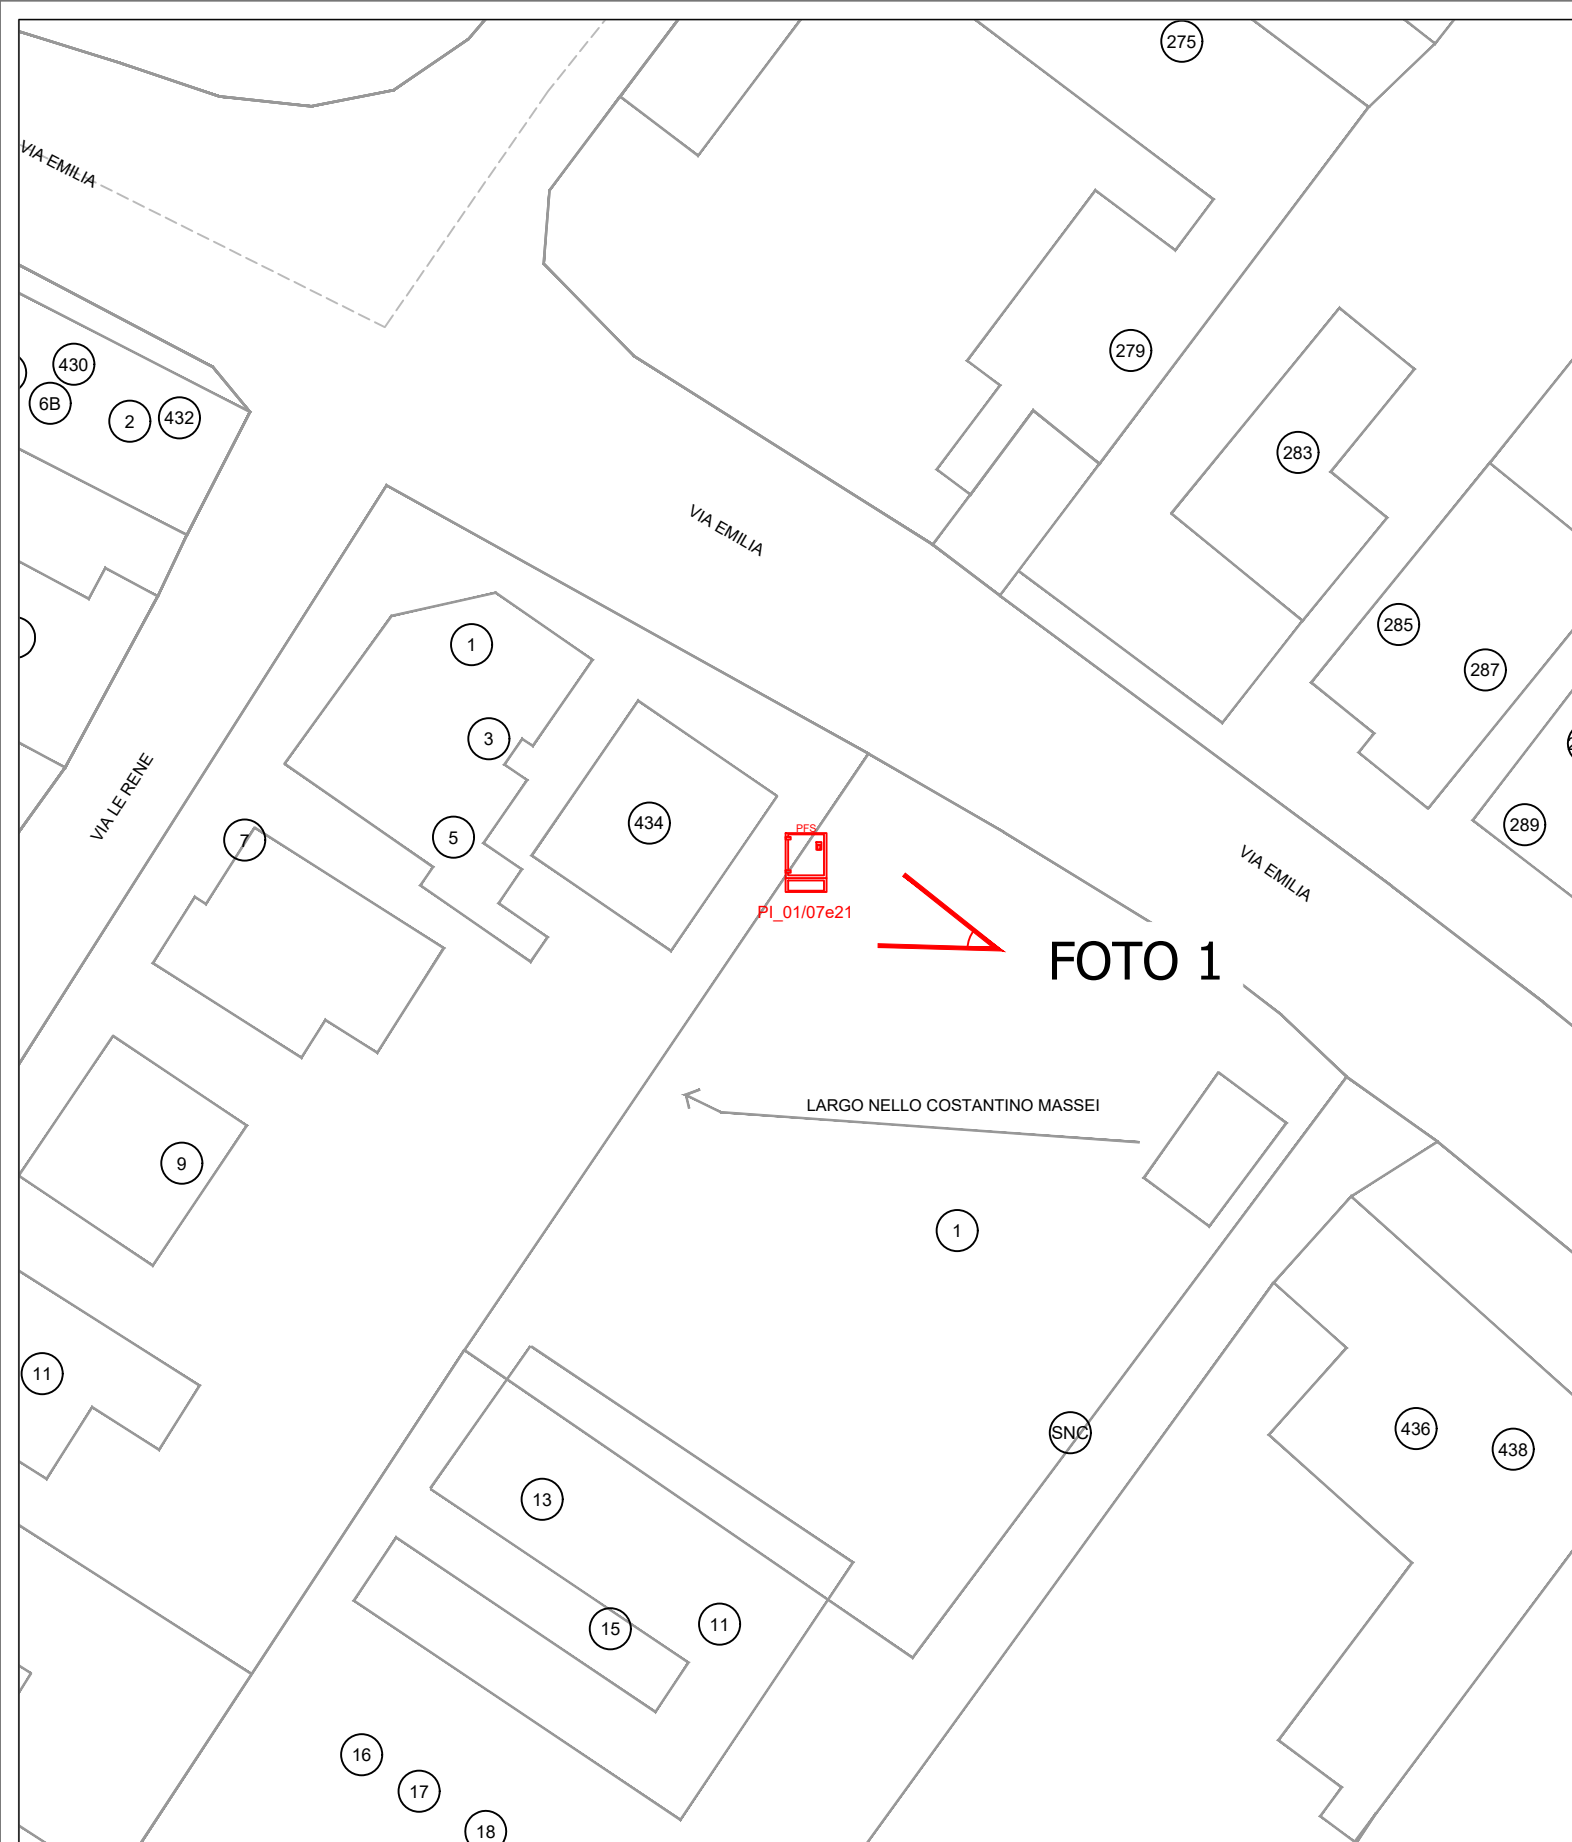 275
VIA EMILIA
279
430
6B
2
432
283
VIA EMILIA
285
1
287
3
VIA LE RENE
434
5
7
289
PFS
VIA EMILIA
PI_01/07e21
FOTO 1
LARGO NELLO COSTANTINO MASSEI
9
1
11
SNC
436
438
13
15
11
16
17
18